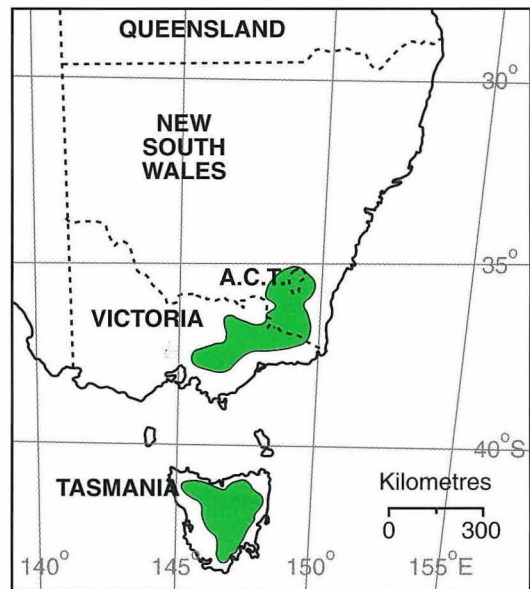 QUEENSLAND
30°
NEW
SOUTH
WALES
35°
A.C.T.
VICTORIA
40°S
TASMANIA
Kilometres
0 300
140° 145° 150° 155°E